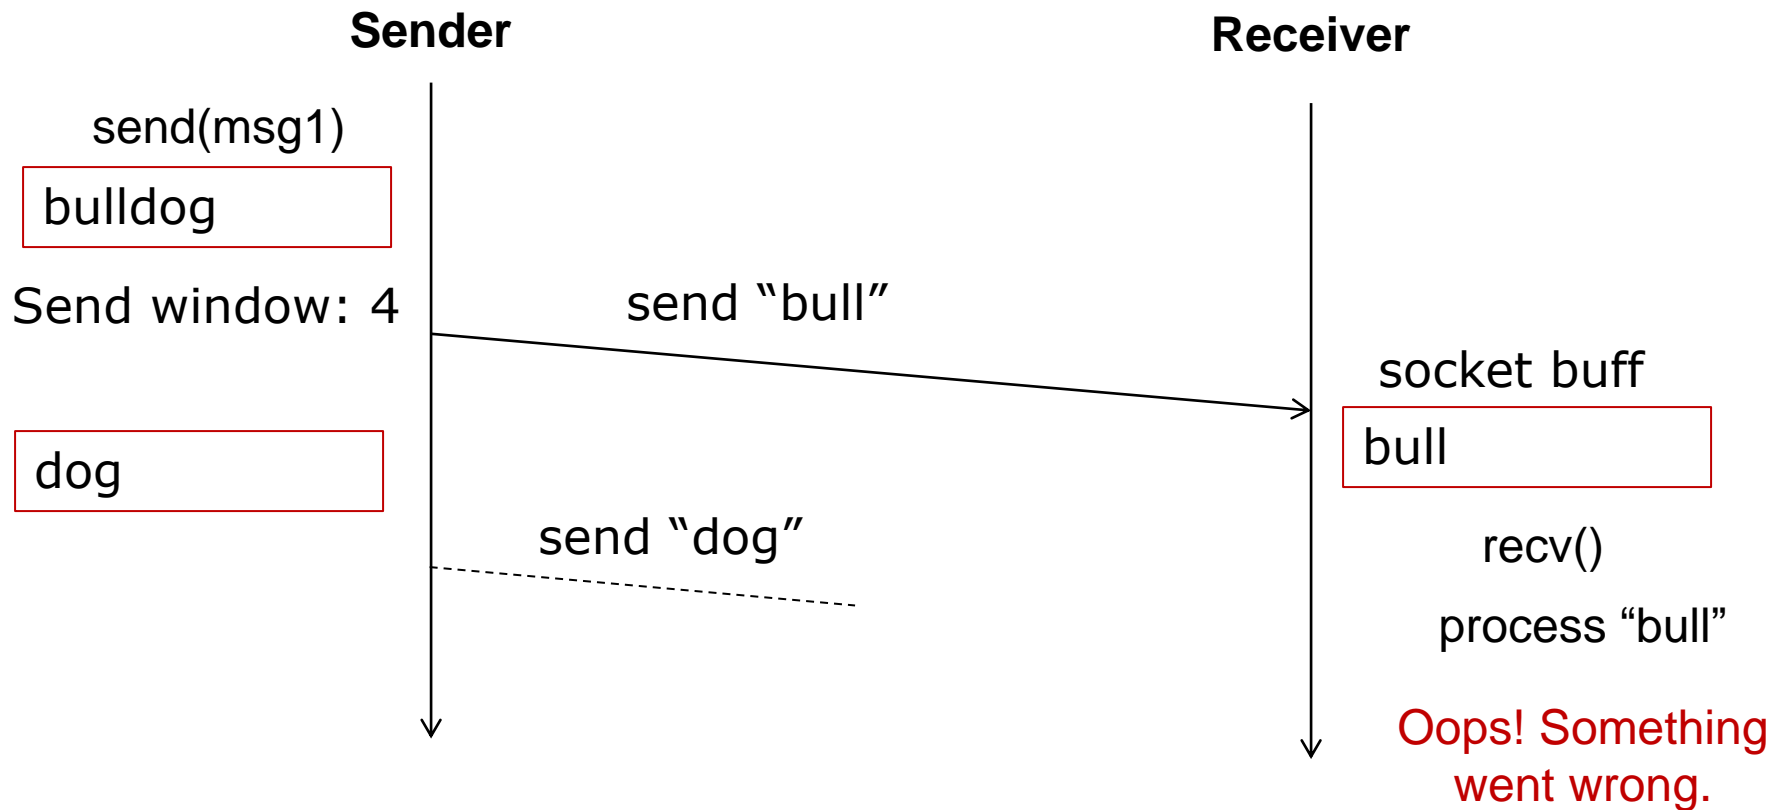 Sender
Receiver
send(msg1)
bulldog
Send window: 4
send “bull”
socket buff
bull
dog
send “dog”
recv()
process “bull”
Oops! Something
went wrong.